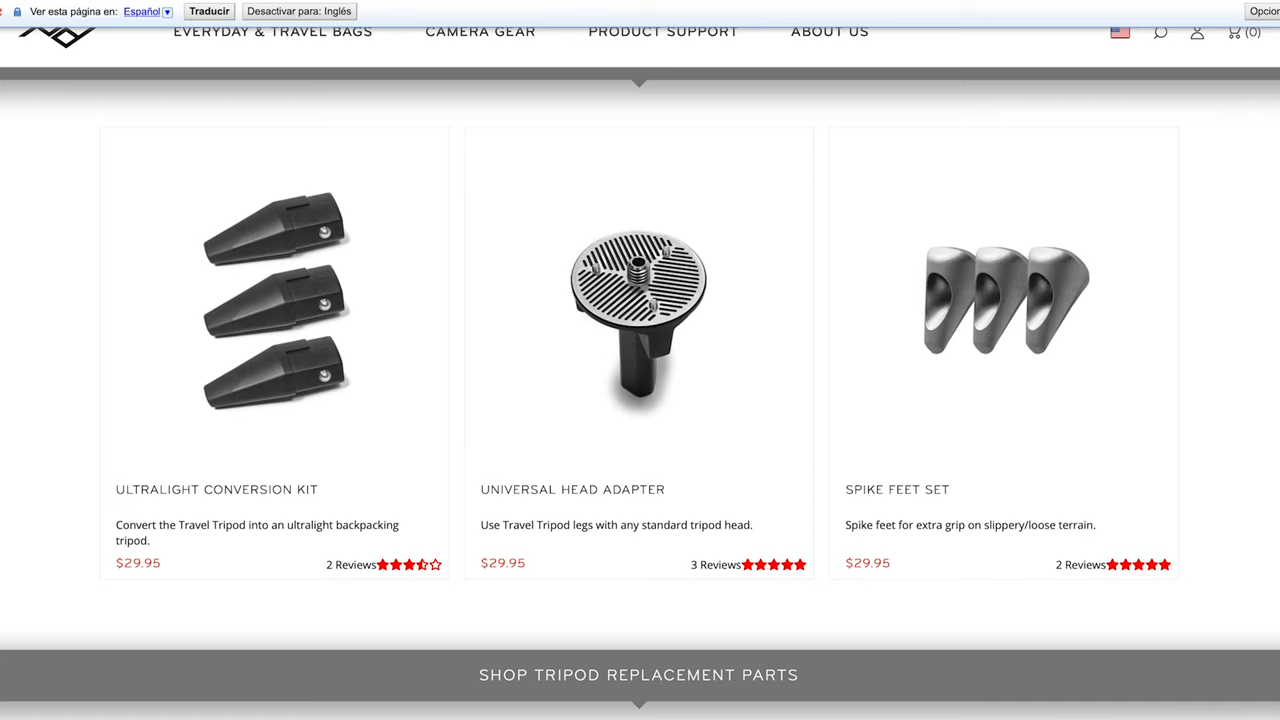 Ver esta página en: Español Traducir Desactivar para: Inglés Opcior
EVERYDAY & TRAVEL BAGS CAMERA GEAR PRODUCT SUPPORT ABOUT US (0)
ULTRALIGHT CONVERSION KIT
Convert the Travel Tripod into an ultralight backpacking
tripod.
$29.95 2 Reviews
UNIVERSAL HEAD ADAPTER
Use Travel Tripod legs with any standard tripod head.
$29.95 3 Reviews
SPIKE FEET SET
Spike feet for extra grip on slippery/loose terrain.
$29.95 2 Reviews
SHOP TRIPOD REPLACEMENT PARTS